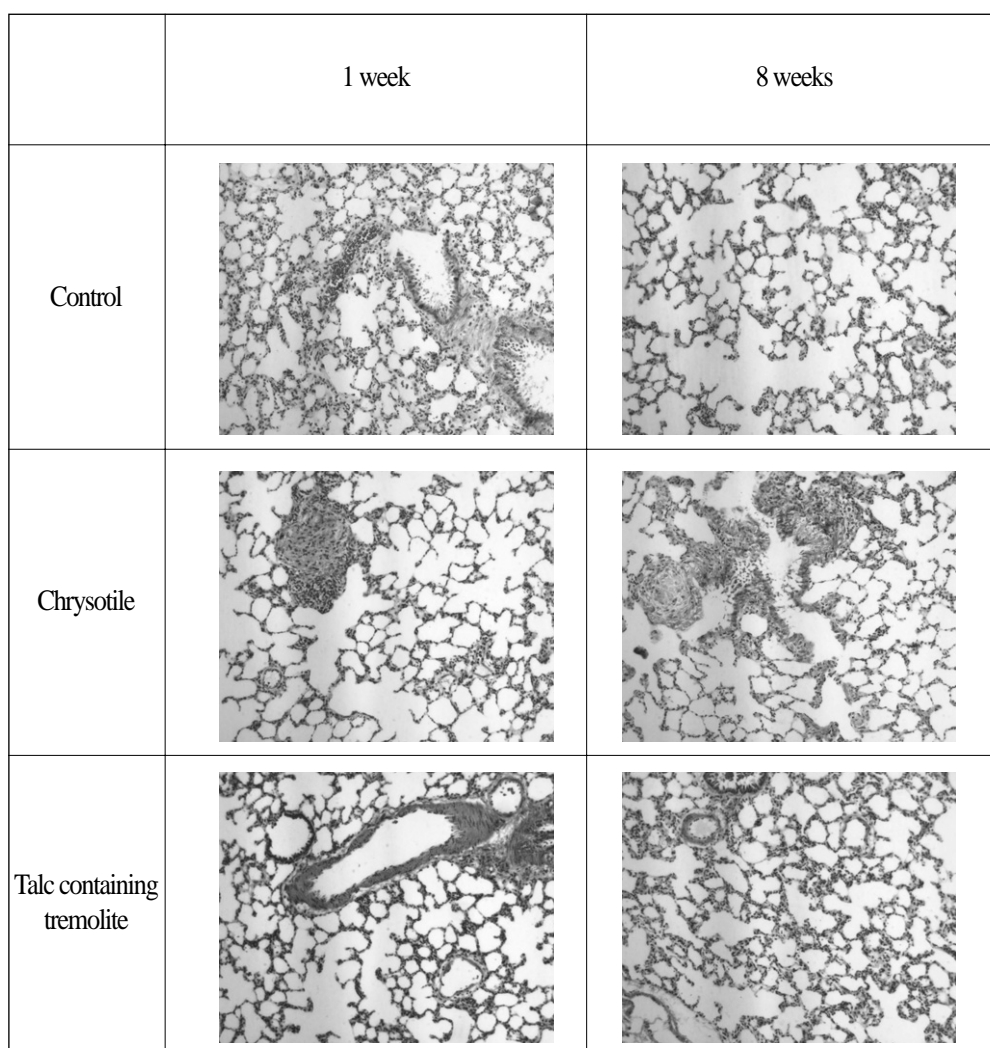 1 week
8 weeks
Control
Chrysotile
Talc containing
tremolite